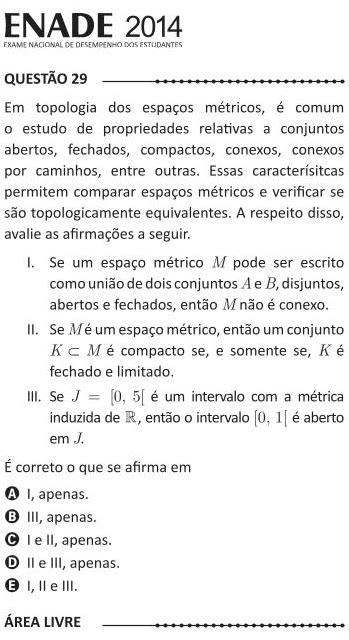 ENADE 2014
EXAME NACIONAL DE DESEMPENHO DOS ESTUDANTES
QUESTÃO 29
Em topologia dos espaços métricos, é comum
o estudo de propriedades relativas a conjuntos
abertos, fechados, compactos, conexos, conexos
por caminhos, entre outras. Essas caracterísitcas
permitem comparar espaços métricos e verificar se
são topologicamente equivalentes. A respeito disso,
avalie as afirmações a seguir.
I. Se um espaço métrico M pode ser escrito
como união de dois conjuntos A e B, disjuntos,
abertos e fechados, então M não é conexo.
II. Se M é um espaço métrico, então um conjunto
K ⊂ M é compacto se, e somente se, K é
fechado e limitado.
III. Se J = [0, 5[ é um intervalo com a métrica
induzida de ℝ, então o intervalo [0, 1[ é aberto
em J.
É correto o que se afirma em
A I, apenas.
B III, apenas.
C I e II, apenas.
D II e III, apenas.
E I, II e III.
ÁREA LIVRE